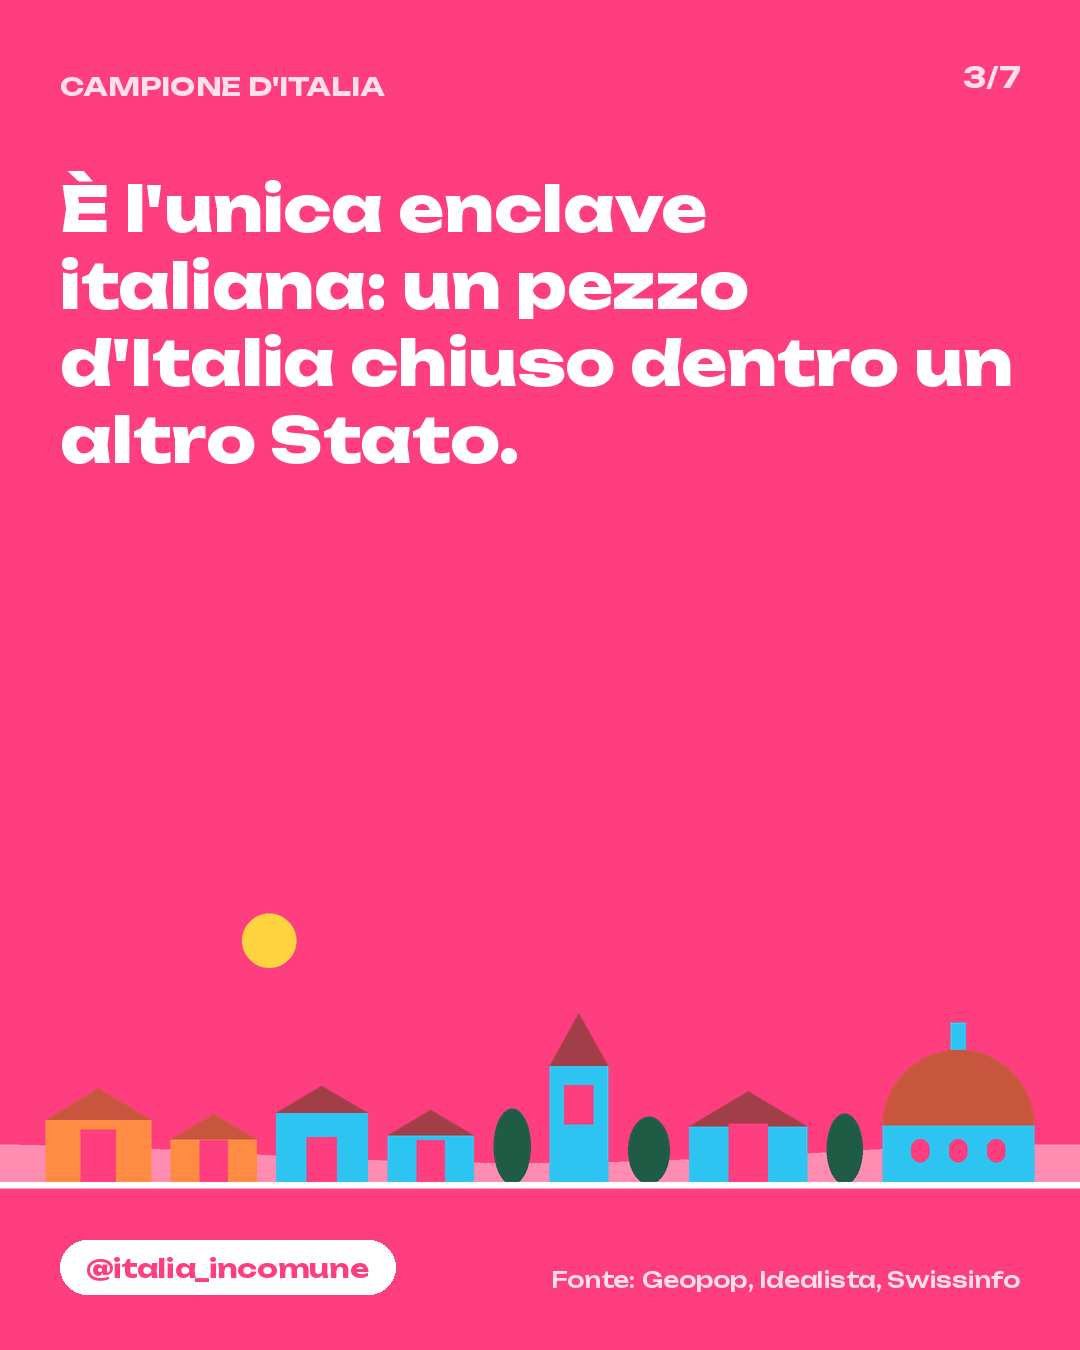 CAMPIONE D'ITALIA
3/7
È l'unica enclave
italiana: un pezzo
d'Italia chiuso dentro un
altro Stato.
@italia_incomune
Fonte: Geopop, Idealista, Swissinfo